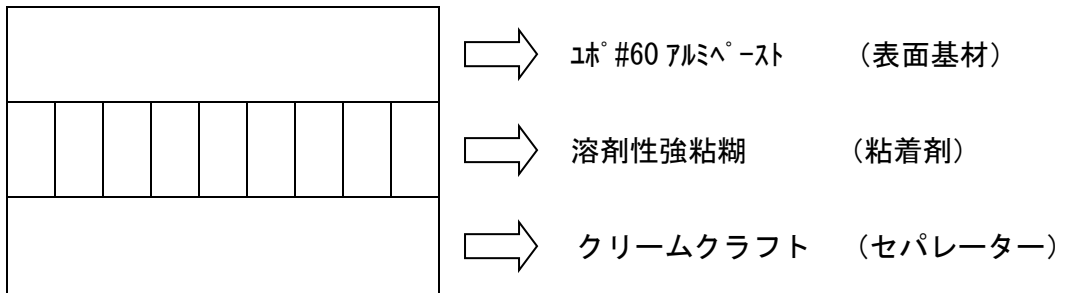 ﾕﾎﾟ#60 ｱﾙﾐﾍﾟｰｽﾄ （表面基材）
溶剤性強粘糊 （粘着剤）
クリームクラフト （セパレーター）